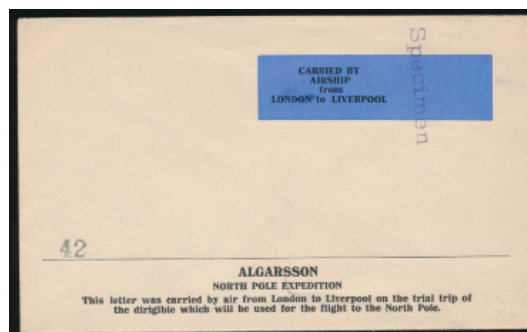 CARRIED BY
AIRSHIP
from
LONDON to LIVERPOOL
Specimen
42
ALGARSSON
NORTH POLE EXPEDITION
This letter was carried by air from London to Liverpool on the trial trip of
the dirigible which will be used for the flight to the North Pole.